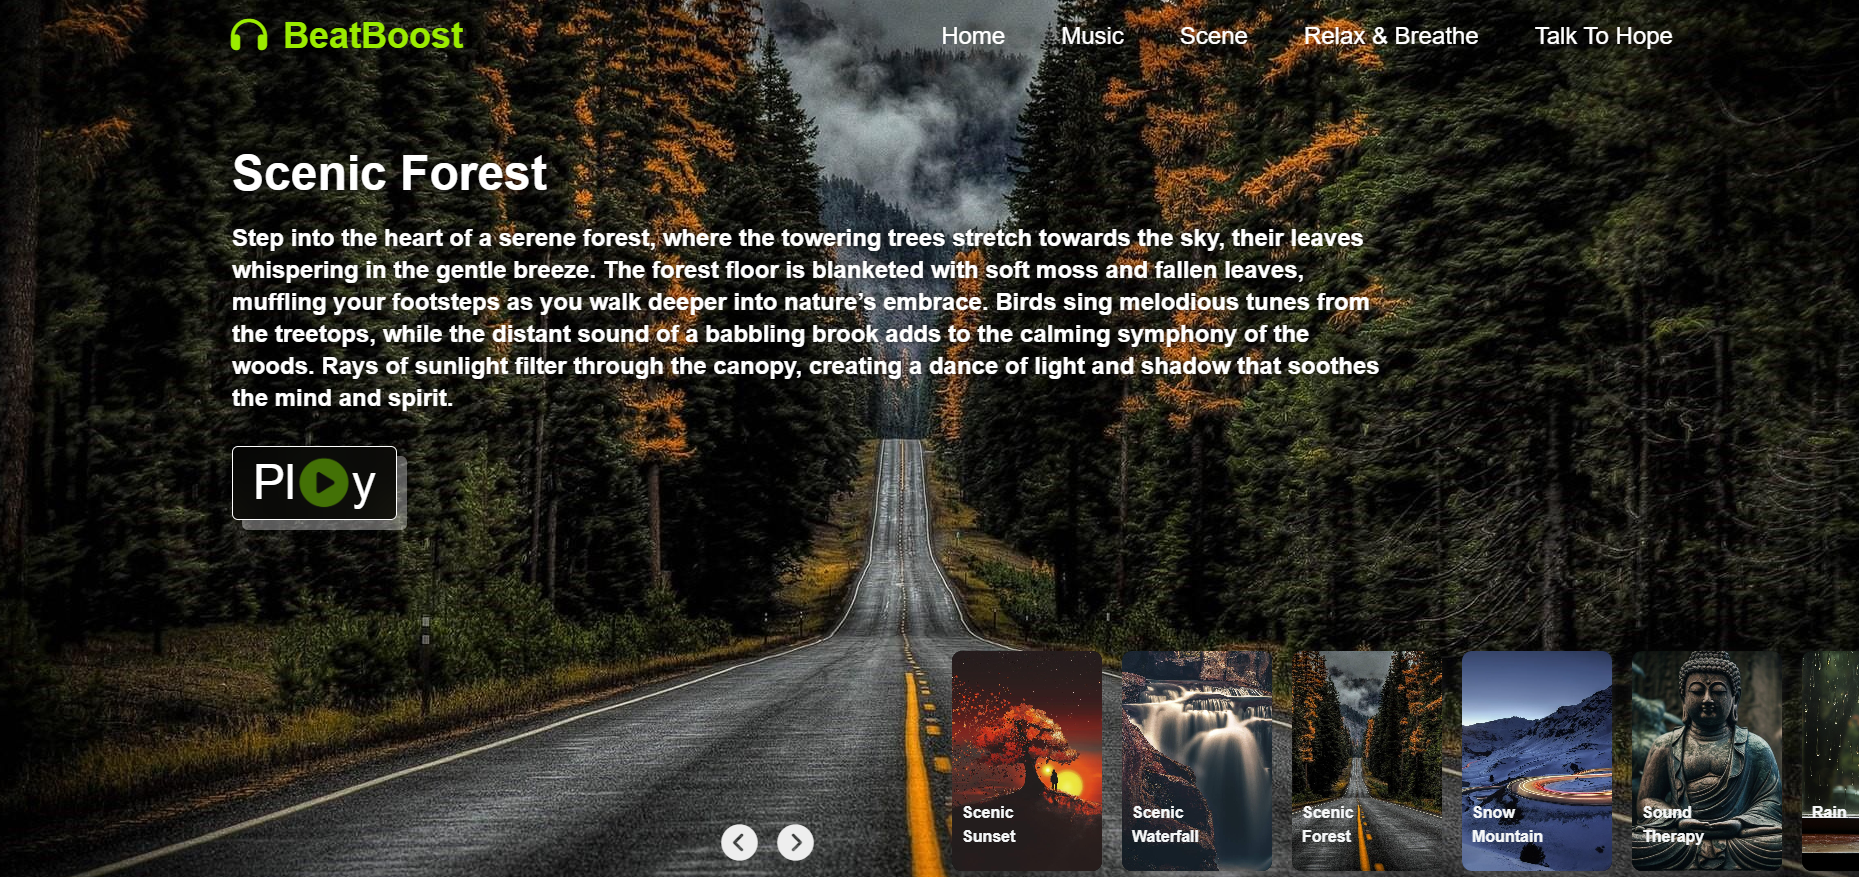 BeatBoost
Home Music Scene Relax & Breathe Talk To Hope
Scenic Forest
Step into the heart of a serene forest, where the towering trees stretch towards the sky, their leaves
whispering in the gentle breeze. The forest floor is blanketed with soft moss and fallen leaves,
muffling your footsteps as you walk deeper into nature’s embrace. Birds sing melodious tunes from
the treetops, while the distant sound of a babbling brook adds to the calming symphony of the
woods. Rays of sunlight filter through the canopy, creating a dance of light and shadow that soothes
the mind and spirit.
Pl y
Scenic
Sunset
Scenic
Waterfall
Scenic
Forest
Snow
Mountain
Sound
Therapy
Rain